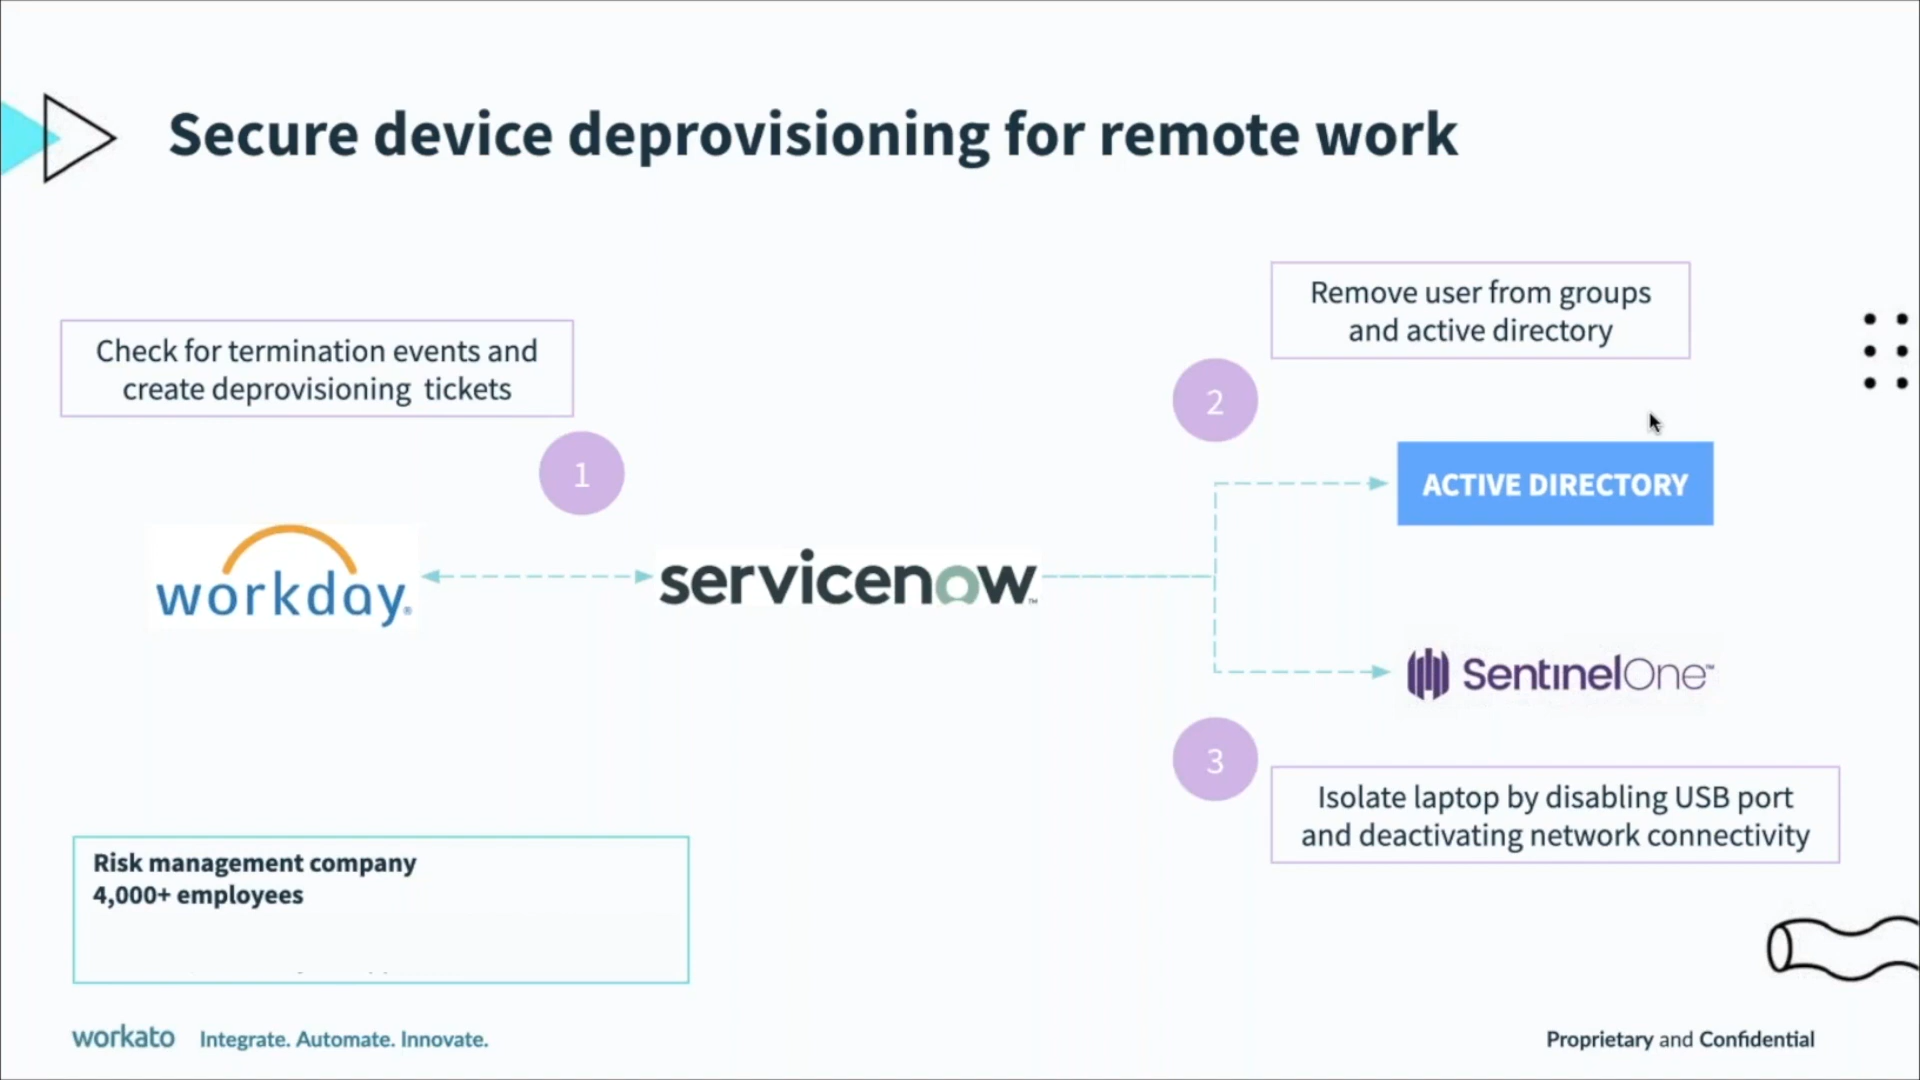 Secure device deprovisioning for remote work
Check for termination events and
create deprovisioning tickets
1
Remove user from groups
and active directory
2
ACTIVE DIRECTORY
workday®
servicenow™
SentinelOne™
3
Isolate laptop by disabling USB port
and deactivating network connectivity
Risk management company
4,000+ employees
workato Integrate. Automate. Innovate.
Proprietary and Confidential